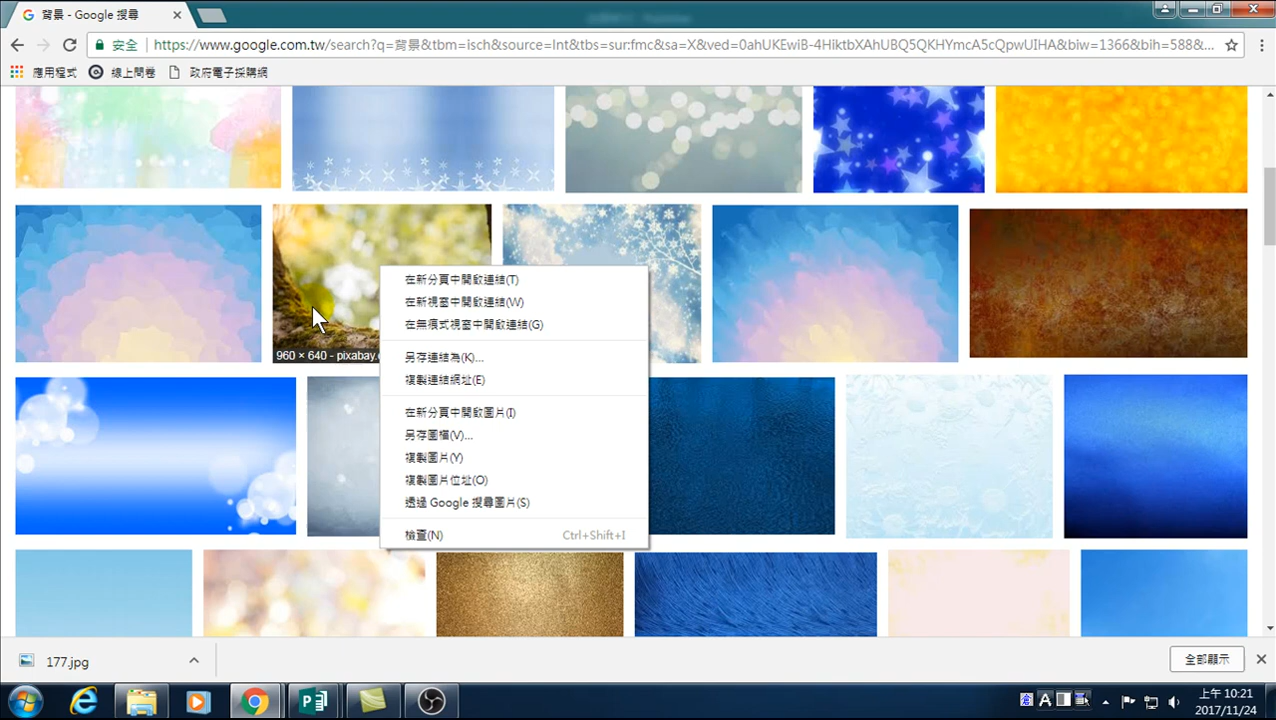 背景 - Google 搜尋
安全 https://www.google.com.tw/search?q=背景&tbm=isch&source=lnt&tbs=sur:fmc&sa=X&ved=0ahUKEwiB-4HIktbXAhUBQ5QKHYmcA5cQpwUIHA&biw=1366&bih=588&...
應用程式 線上問卷 政府電子採購網
960 × 640 - pixabay.
在新分頁中開啟連結(T)
在新視窗中開啟連結(W)
在無痕式視窗中開啟連結(G)
另存連結為(K)...
複製連結網址(E)
在新分頁中開啟圖片(I)
另存圖檔(V)...
複製圖片(Y)
複製圖片位址(O)
透過 Google 搜尋圖片(S)
檢查(N) Ctrl+Shift+I
177.jpg
全部顯示
上午 10:21
2017/11/24